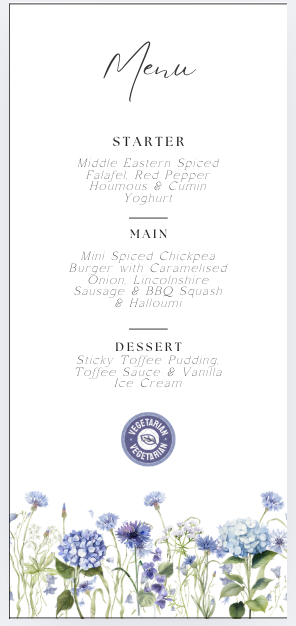 Menu
STARTER
Middle Eastern Spiced
Falafel, Red Pepper
Houmous & Cumin
Yoghurt
MAIN
Mini Spiced Chickpea
Burger with Caramelised
Onion, Lincolnshire
Sausage & BBQ Squash
& Halloumi
DESSERT
Sticky Toffee Pudding,
Toffee Sauce & Vanilla
Ice Cream
VEGETARIAN
VEGETARIAN